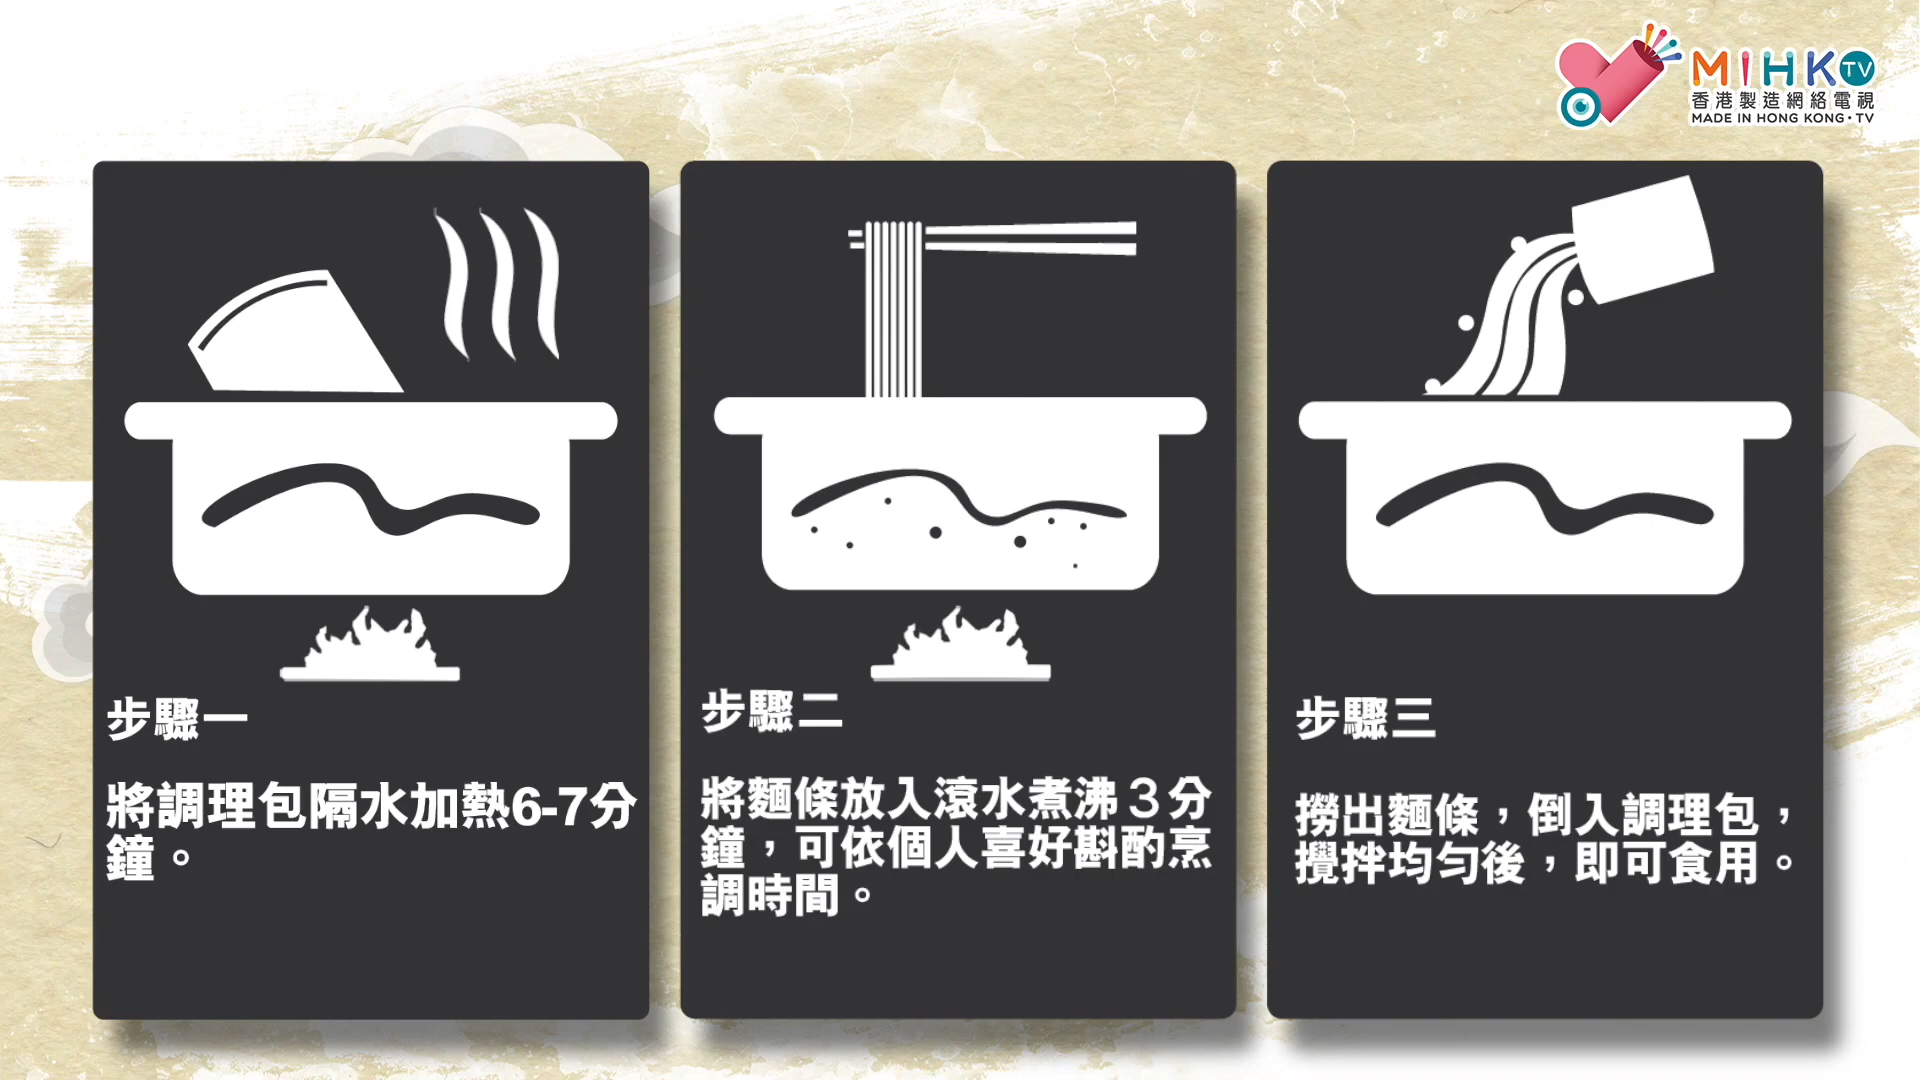 MIHK TV
香港製造網絡電視
MADE IN HONG KONG・TV
步驟一
將調理包隔水加熱6-7分
鐘。
步驟二
將麵條放入滾水煮沸３分
鐘，可依個人喜好斟酌烹
調時間。
步驟三
撈出麵條，倒入調理包，
攪拌均勻後，即可食用。